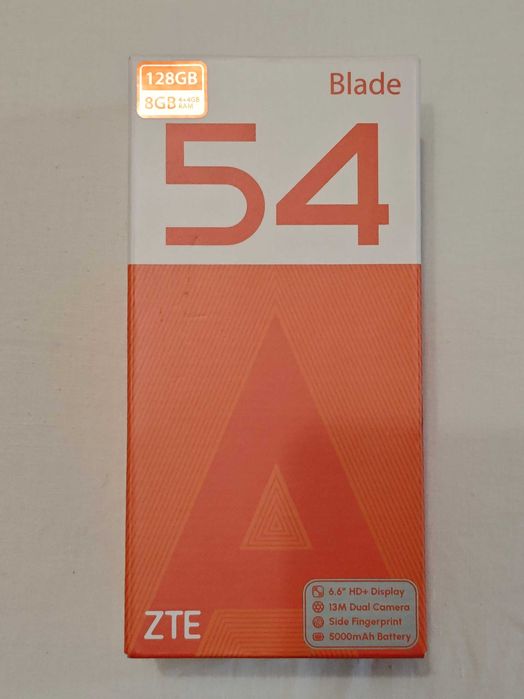 128GB
8GB 4+4GB RAM
Blade
54
ZTE
6.6" HD+ Display
13M Dual Camera
Side Fingerprint
5000mAh Battery